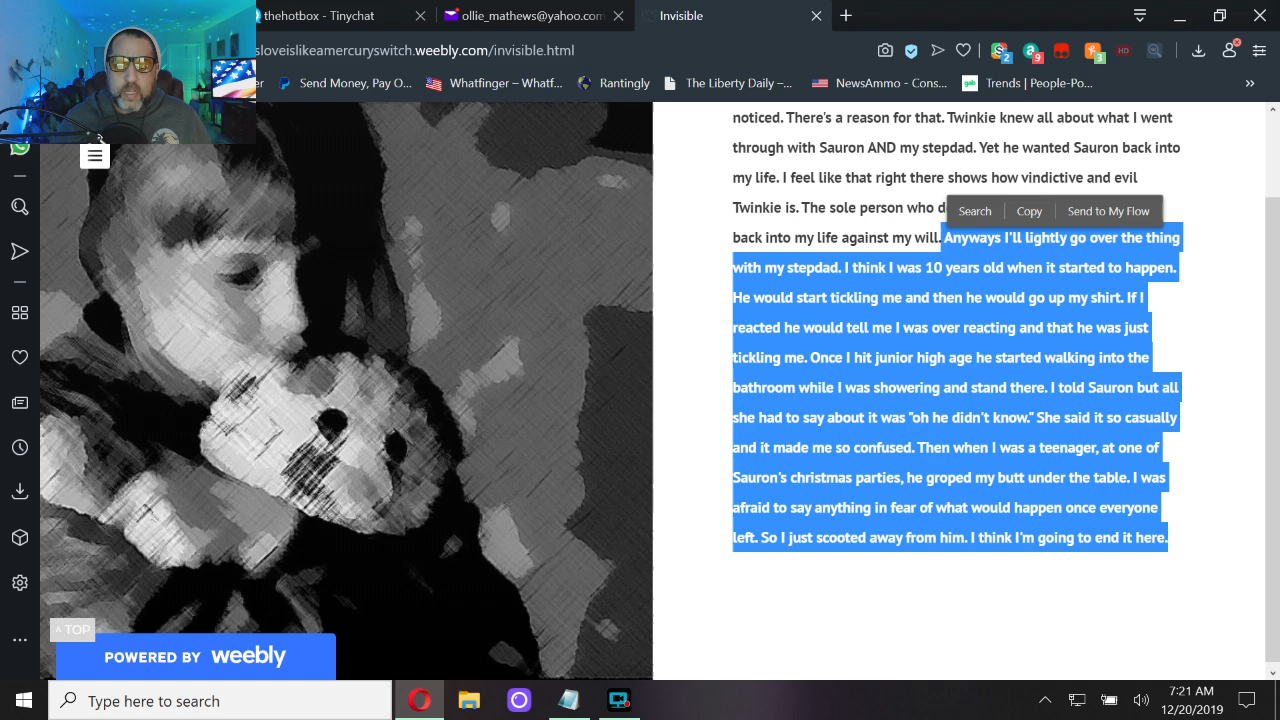 thehotbox - Tinychat
ollie_mathews@yahoo.com
Invisible
sloveislikeamercuryswitch.weebly.com/invisible.html
2
9
3
HD
er
Send Money, Pay O...
Whatfinger – Whatf...
Rantingly
The Liberty Daily –...
gab
NewsAmmo - Cons...
Trends | People-Po...
noticed. There's a reason for that. Twinkie knew all about what I went
through with Sauron AND my stepdad. Yet he wanted Sauron back into
my life. I feel like that right there shows how vindictive and evil
Twinkie is. The sole person who
Search
Copy
Send to My Flow
back into my life against my will. Anyways I'll lightly go over the thing
with my stepdad. I think I was 10 years old when it started to happen.
He would start tickling me and then he would go up my shirt. If I
reacted he would tell me I was over reacting and that he was just
tickling me. Once I hit junior high age he started walking into the
bathroom while I was showering and stand there. I told Sauron but all
she had to say about it was "oh he didn't know." She said it so casually
and it made me so confused. Then when I was a teenager, at one of
Sauron's christmas parties, he groped my butt under the table. I was
afraid to say anything in fear of what would happen once everyone
left. So I just scooted away from him. I think I'm going to end it here.
^ TOP
POWERED BY weebly
Type here to search
7:21 AM
12/20/2019